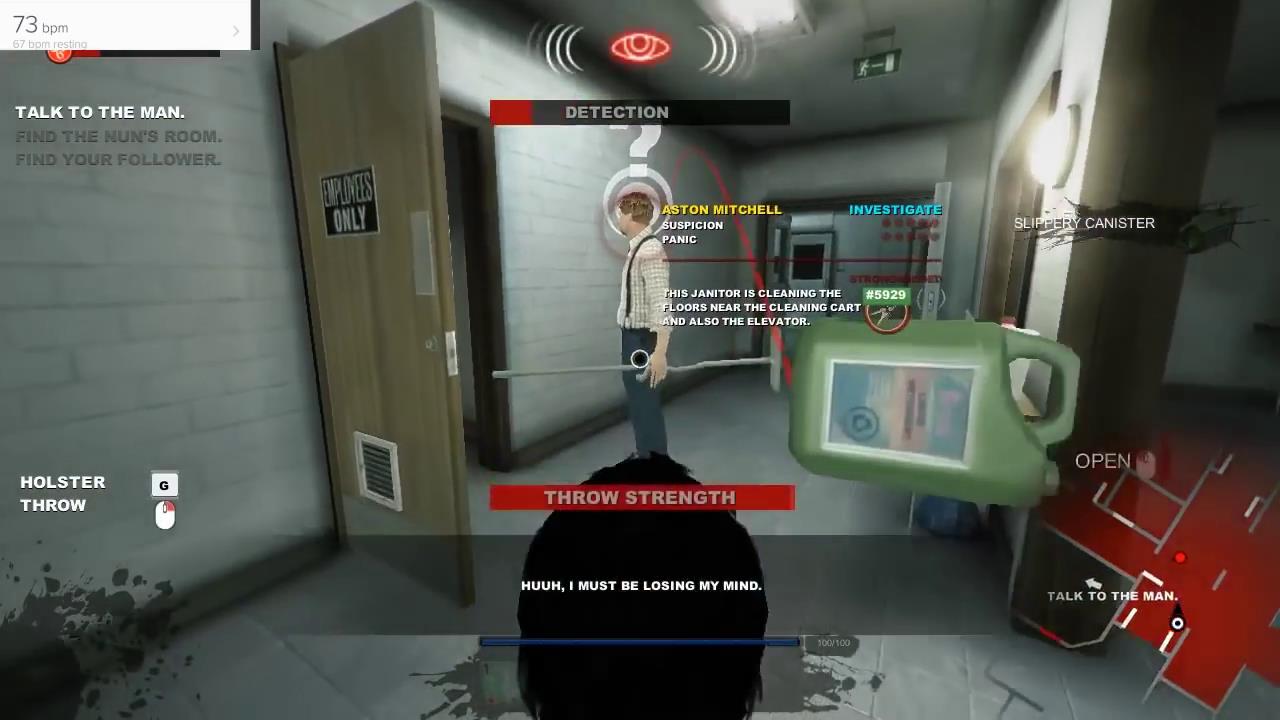 73 bpm
67 bpm resting
DETECTION
TALK TO THE MAN.
FIND THE NUN'S ROOM.
FIND YOUR FOLLOWER.
?
EMPLOYEES
ONLY
ASTON MITCHELL
INVESTIGATE
SUSPICION
PANIC
SLIPPERY CANISTER
THIS JANITOR IS CLEANING THE
FLOORS NEAR THE CLEANING CART
AND ALSO THE ELEVATOR.
#5929
OPEN
HOLSTER
G
THROW
THROW STRENGTH
HUUH, I MUST BE LOSING MY MIND.
TALK TO THE MAN.
100/100